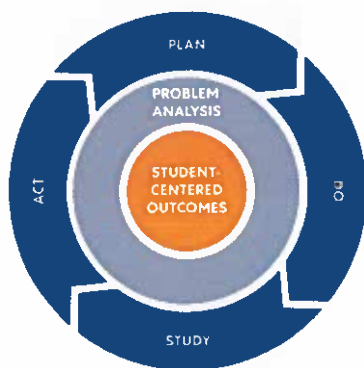 PLAN
PROBLEM
ANALYSIS
STUDENT-
CENTERED
OUTCOMES
ACT
DO
STUDY